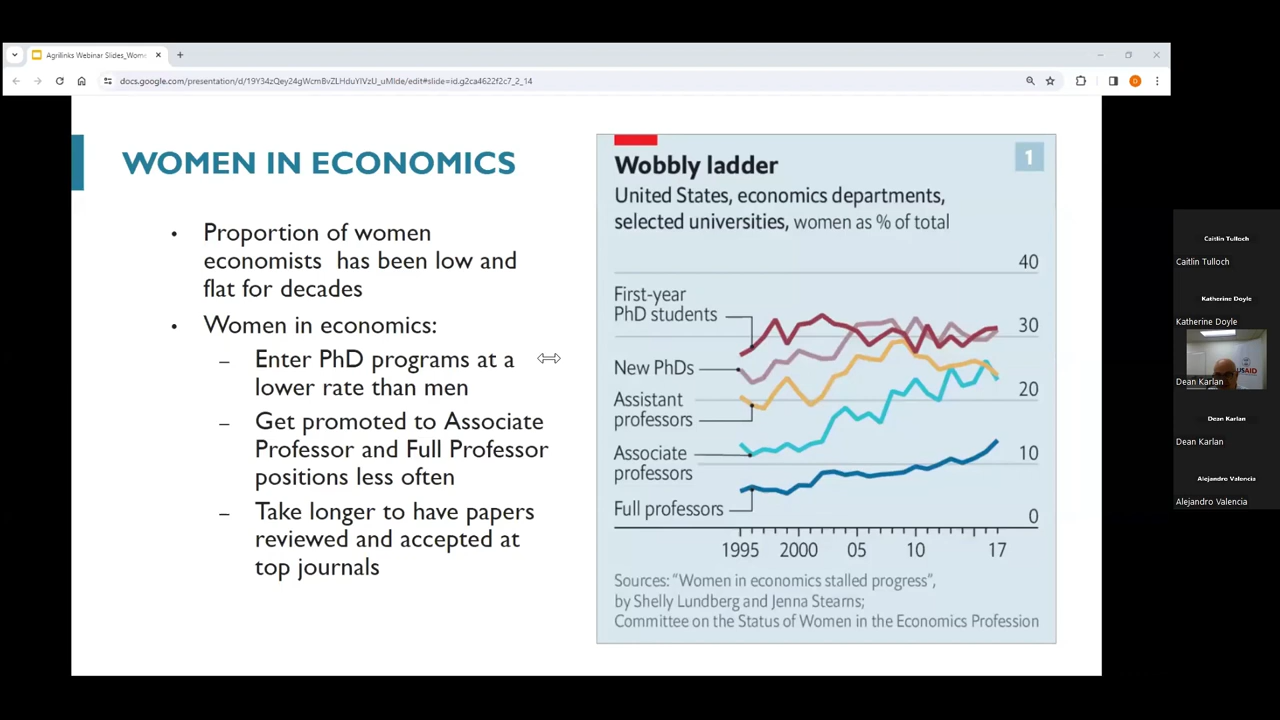 Agrilinks Webinar Slides_Wome
docs.google.com/presentation/d/19Y34zQey24gWcmBvZLHduYlVzU_uMlde/edit#slide=id.g2ca4622f2c7_2_14
WOMEN IN ECONOMICS
• Proportion of women
economists has been low and
flat for decades
• Women in economics:
– Enter PhD programs at a
lower rate than men
– Get promoted to Associate
Professor and Full Professor
positions less often
– Take longer to have papers
reviewed and accepted at
top journals
Wobbly ladder
1
United States, economics departments,
selected universities, women as % of total
40
First-year
PhD students
30
New PhDs
Assistant
professors
20
Associate
professors
10
Full professors
0
1995 2000 05 10 17
Sources: “Women in economics stalled progress”,
by Shelly Lundberg and Jenna Stearns;
Committee on the Status of Women in the Economics Profession
Caitlin Tulloch
Caitlin Tulloch
Katherine Doyle
Katherine Doyle
USAID
Dean Karlan
Dean Karlan
Dean Karlan
Alejandro Valencia
Alejandro Valencia